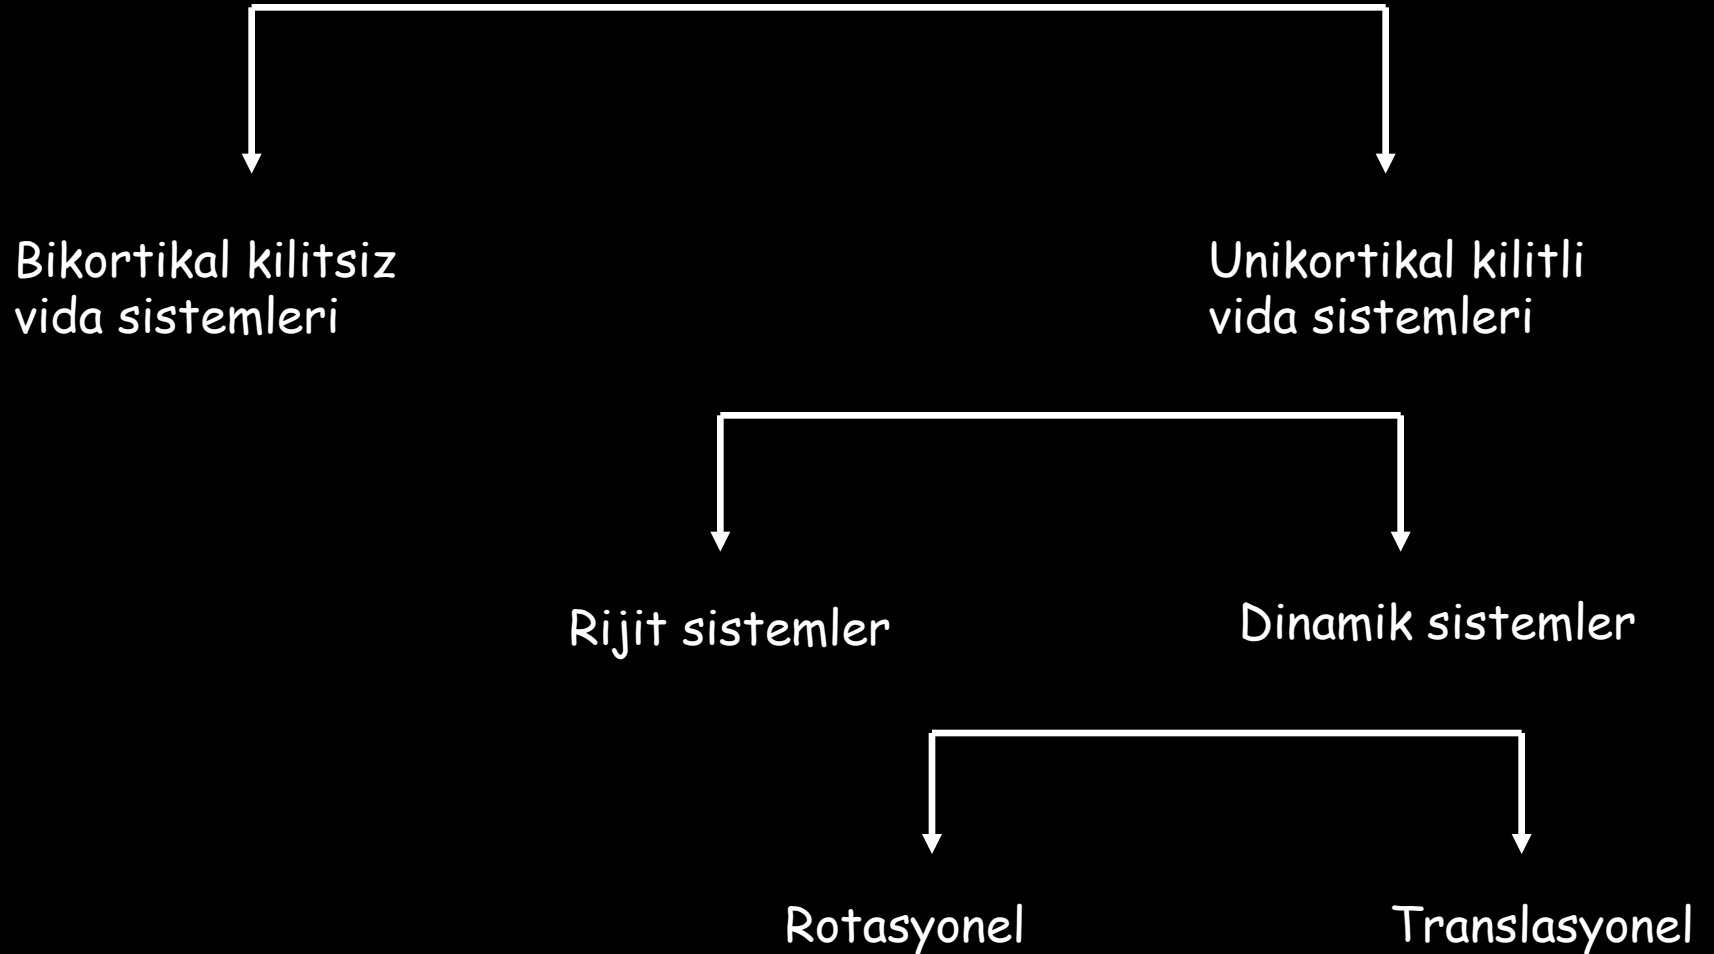 Bikortikal kilitsiz
vida sistemleri
Unikortikal kilitli
vida sistemleri
Rijit sistemler
Dinamik sistemler
Rotasyonel
Translasyonel